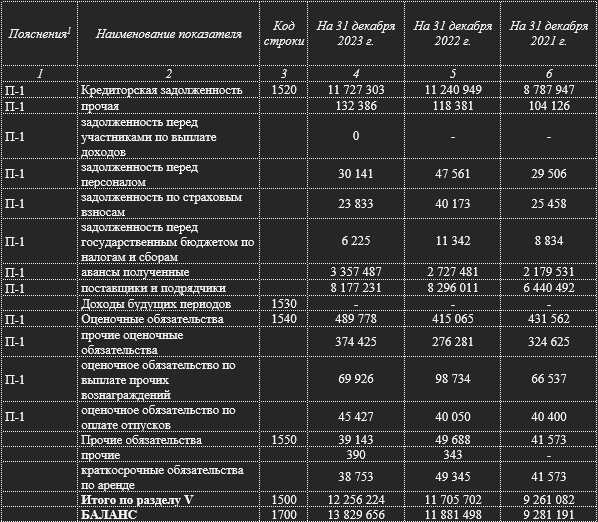 Пояснения¹ Наименование показателя Код строки На 31 декабря 2023 г. На 31 декабря 2022 г. На 31 декабря 2021 г.
1 2 3 4 5 6
П-1 Кредиторская задолженность 1520 11 727 303 11 240 949 8 787 947
П-1 прочая 132 386 118 381 104 126
П-1 задолженность перед участниками по выплате доходов 0 - -
П-1 задолженность перед персоналом 30 141 47 561 29 506
П-1 задолженность по страховым взносам 23 833 40 173 25 458
П-1 задолженность перед государственным бюджетом по налогам и сборам 6 225 11 342 8 834
П-1 авансы полученные 3 357 487 2 727 481 2 179 531
П-1 поставщики и подрядчики 8 177 231 8 296 011 6 440 492
Доходы будущих периодов 1530 - - -
П-1 Оценочные обязательства 1540 489 778 415 065 431 562
П-1 прочие оценочные обязательства 374 425 276 281 324 625
П-1 оценочное обязательство по выплате прочих вознаграждений 69 926 98 734 66 537
П-1 оценочное обязательство по оплате отпусков 45 427 40 050 40 400
Прочие обязательства 1550 39 143 49 688 41 573
прочие 390 343 -
краткосрочные обязательства по аренде 38 753 49 345 41 573
Итого по разделу V 1500 12 256 224 11 705 702 9 261 082
БАЛАНС 1700 13 829 656 11 881 498 9 281 191